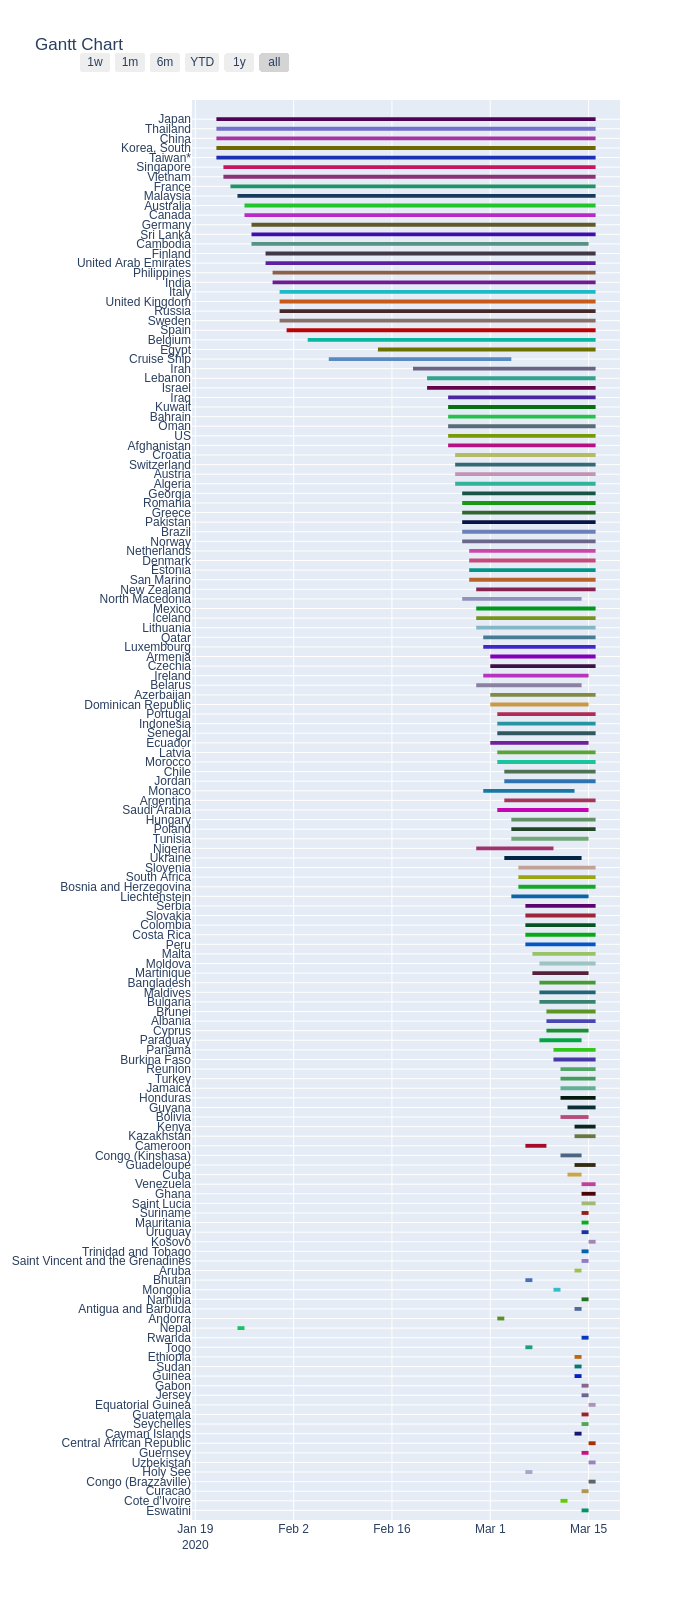 Gantt Chart
1w 1m 6m YTD 1y all
Japan
Thailand
China
Korea, South
Taiwan*
Singapore
Vietnam
France
Malaysia
Australia
Canada
Germany
Sri Lanka
Cambodia
Finland
United Arab Emirates
Philippines
India
Italy
United Kingdom
Russia
Sweden
Spain
Belgium
Egypt
Cruise Ship
Iran
Lebanon
Israel
Iraq
Kuwait
Bahrain
Oman
US
Afghanistan
Croatia
Switzerland
Austria
Algeria
Georgia
Romania
Greece
Pakistan
Brazil
Norway
Netherlands
Denmark
Estonia
San Marino
New Zealand
North Macedonia
Mexico
Iceland
Lithuania
Qatar
Luxembourg
Armenia
Czechia
Ireland
Belarus
Azerbaijan
Dominican Republic
Portugal
Indonesia
Senegal
Ecuador
Latvia
Morocco
Chile
Jordan
Monaco
Argentina
Saudi Arabia
Hungary
Poland
Tunisia
Nigeria
Ukraine
Slovenia
South Africa
Bosnia and Herzegovina
Liechtenstein
Serbia
Slovakia
Colombia
Costa Rica
Peru
Malta
Moldova
Martinique
Bangladesh
Maldives
Bulgaria
Brunei
Albania
Cyprus
Paraguay
Panama
Burkina Faso
Reunion
Turkey
Jamaica
Honduras
Guyana
Bolivia
Kenya
Kazakhstan
Cameroon
Congo (Kinshasa)
Guadeloupe
Cuba
Venezuela
Ghana
Saint Lucia
Suriname
Mauritania
Uruguay
Kosovo
Trinidad and Tobago
Saint Vincent and the Grenadines
Aruba
Bhutan
Mongolia
Namibia
Antigua and Barbuda
Andorra
Nepal
Rwanda
Togo
Ethiopia
Sudan
Guinea
Gabon
Jersey
Equatorial Guinea
Guatemala
Seychelles
Cayman Islands
Central African Republic
Guernsey
Uzbekistan
Holy See
Congo (Brazzaville)
Curacao
Cote d'Ivoire
Eswatini
Jan 19 Feb 2 Feb 16 Mar 1 Mar 15
2020